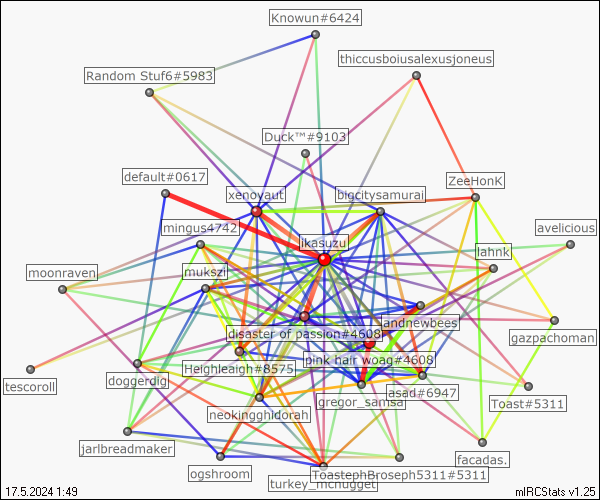 Knowun#6424
thiccusboiusalexusjoneus
Random Stuf6#5983
Duck™#9103
default#0617
ZeeHonK
xenoyaut
bigcitysamurai
mingus4742
avelicious
ikasuzu
lahnk
mukszi
moonraven
landnewbees
disaster of passion#4608
gazpachoman
pink hair woag#4608
Heighleaigh#8575
tescoroll
doggerdig
asad#6947
gregor_samsa
Toast#5311
neokingghidorah
jarlbreadmaker
facadas.
ogshroom
ToastephBroseph5311#5311
turkey_mcnugget
17.5.2024 1:49
mIRCStats v1.25